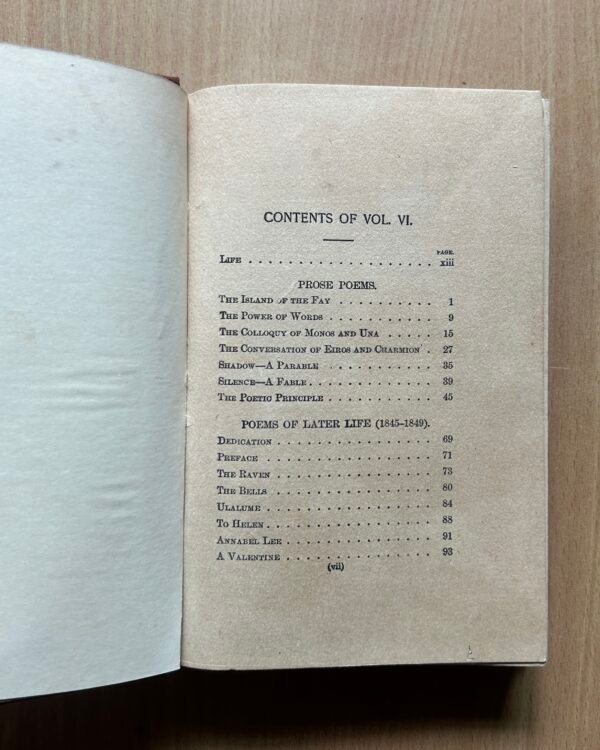 CONTENTS OF VOL. VI.
PAGE.
LIFE . . . . . . . . . . . . . . . . . . . xiii
PROSE POEMS.
THE ISLAND OF THE FAY . . . . . . . . . . 1
THE POWER OF WORDS . . . . . . . . . . . 9
THE COLLOQUY OF MONOS AND UNA . . . . . 15
THE CONVERSATION OF EIROS AND CHARMION . 27
SHADOW—A PARABLE . . . . . . . . . . . 35
SILENCE—A FABLE . . . . . . . . . . . . . 39
THE POETIC PRINCIPLE . . . . . . . . . . . 45
POEMS OF LATER LIFE (1845–1849).
DEDICATION . . . . . . . . . . . . . . . . 69
PREFACE . . . . . . . . . . . . . . . . . . 71
THE RAVEN . . . . . . . . . . . . . . . . 73
THE BELLS . . . . . . . . . . . . . . . . 80
ULALUME . . . . . . . . . . . . . . . . . 84
TO HELEN . . . . . . . . . . . . . . . . . 88
ANNABEL LEE . . . . . . . . . . . . . . . 91
A VALENTINE . . . . . . . . . . . . . . . 93
(vii)